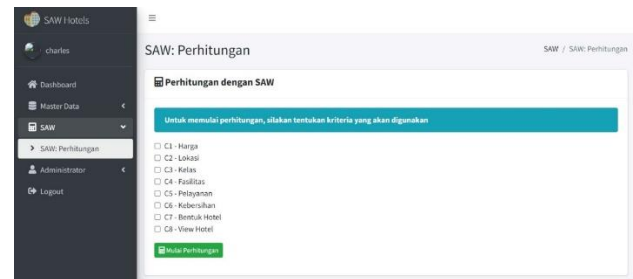 SAW Hotels
charles
Dashboard
Master Data
SAW
SAW: Perhitungan
Administrator
Logout
SAW: Perhitungan
SAW / SAW: Perhitungan
Perhitungan dengan SAW
Untuk memulai perhitungan, silakan tentukan kriteria yang akan digunakan
C1 - Harga
C2 - Lokasi
C3 - Kelas
C4 - Fasilitas
C5 - Pelayanan
C6 - Kebersihan
C7 - Bentuk Hotel
C8 - View Hotel
Mulai Perhitungan